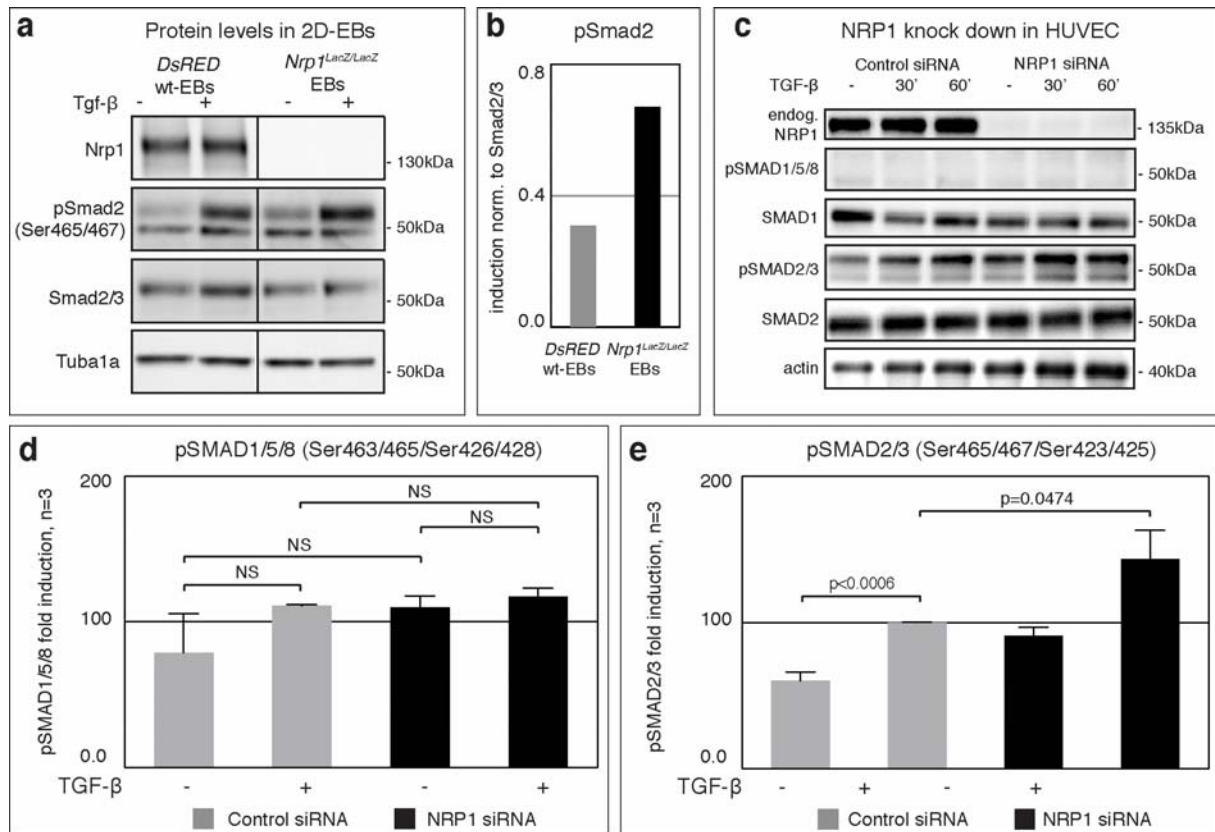 a
Protein levels in 2D-EBs
DsRED Nrp1LacZ/LacZ
wt-EBs EBs
Tgf-β - + - +
Nrp1
- 130kDa
pSmad2
(Ser465/467)
- 50kDa
Smad2/3
- 50kDa
Tuba1a
- 50kDa
b
pSmad2
induction norm. to Smad2/3
0.8
0.4
0.0
DsRED Nrp1LacZ/LacZ
wt-EBs EBs
c
NRP1 knock down in HUVEC
Control siRNA NRP1 siRNA
TGF-β - 30' 60' - 30' 60'
endog.
NRP1
- 135kDa
pSMAD1/5/8
- 50kDa
SMAD1
- 50kDa
pSMAD2/3
- 50kDa
SMAD2
- 50kDa
actin
- 40kDa
d
pSMAD1/5/8 (Ser463/465/Ser426/428)
pSMAD1/5/8 fold induction, n=3
200
100
0.0
NS
NS
NS
NS
TGF-β - + - +
Control siRNA NRP1 siRNA
e
pSMAD2/3 (Ser465/467/Ser423/425)
pSMAD2/3 fold induction, n=3
200
100
0.0
p=0.0474
p<0.0006
TGF-β - + - +
Control siRNA NRP1 siRNA